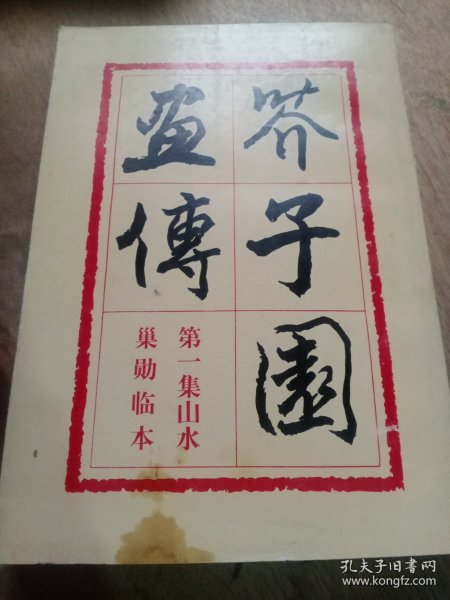 芥子園
畫傳
第一集山水
巢勋临本
孔夫子旧书网
www.kongfz.com